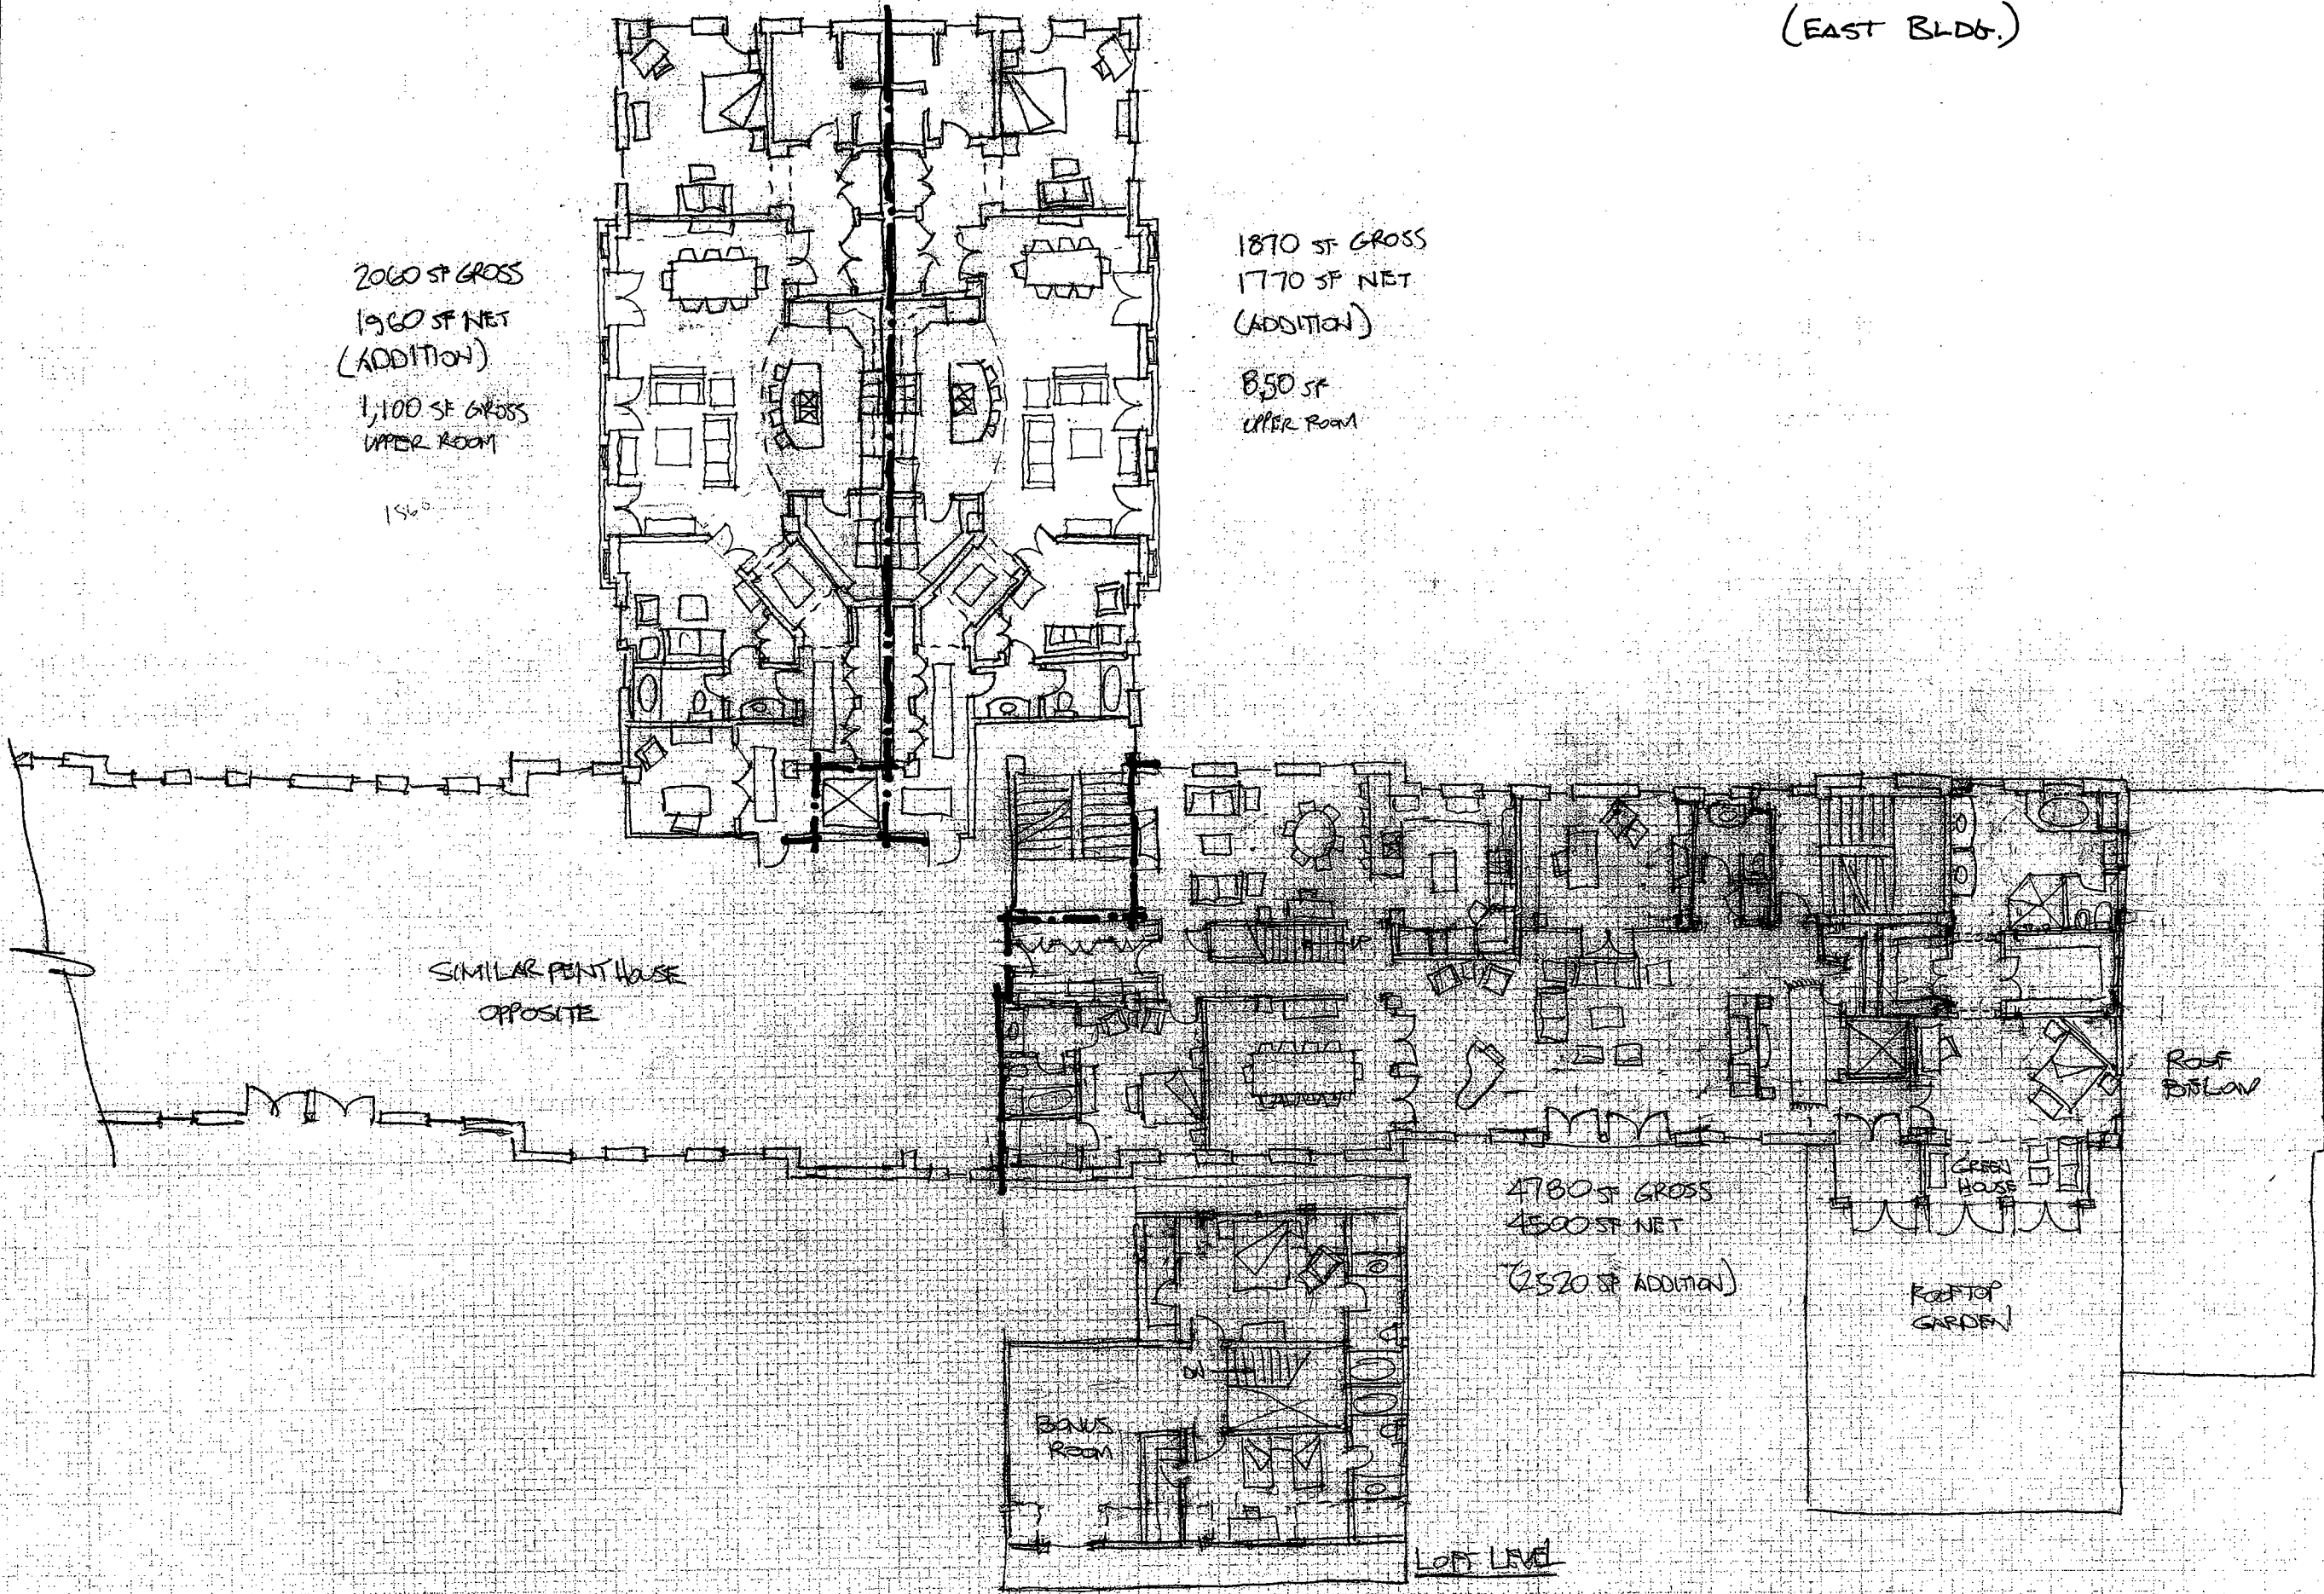 (EAST BLDG.)
2060 SF GROSS
1960 SF NET
(ADDITION)
1,100 SF GROSS
UPPER ROOM
1870 SF GROSS
1770 SF NET
(ADDITION)
850 SF
UPPER ROOM
UP
SIMILAR PENTHOUSE
OPPOSITE
ROOF
BELOW
GREEN
HOUSE
4780 SF GROSS
4500 SF NET
(2520 SF ADDITION)
ROOFTOP
GARDEN
DN
BONUS
ROOM
LOFT LEVEL